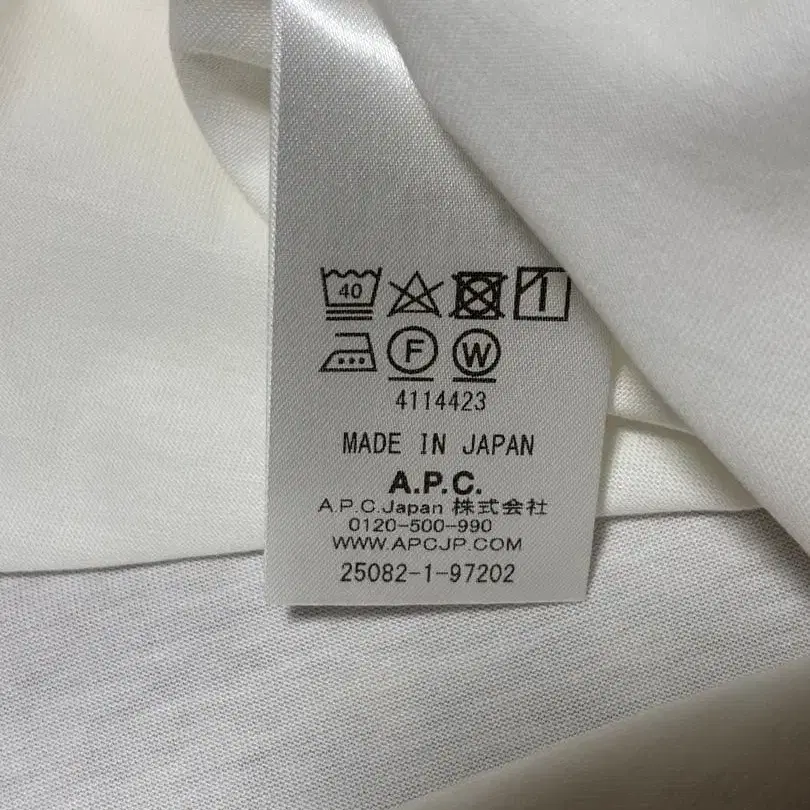 40
F W
4114423
MADE IN JAPAN
A.P.C.
A.P.C.Japan 株式会社
0120-500-990
WWW.APCJP.COM
25082-1-97202